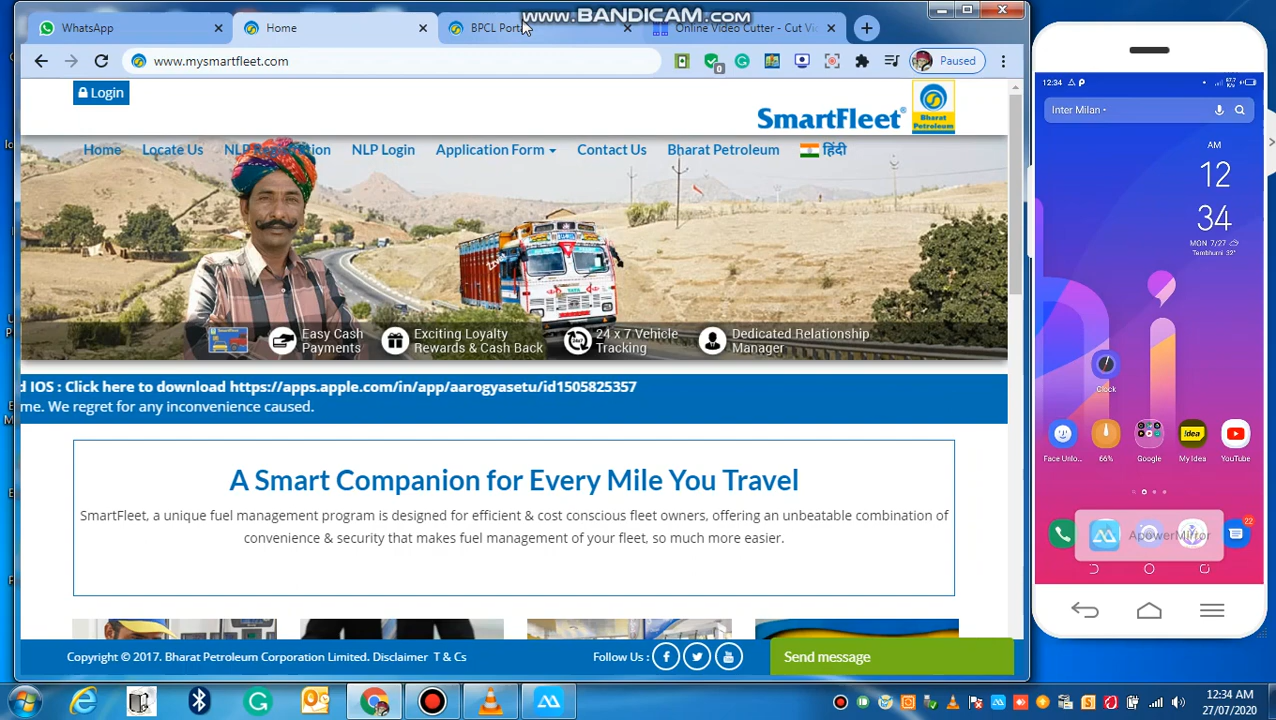 www.BANDICAM.com
WhatsApp
Home
BPCL Port
Online Video Cutter - Cut Vi
www.mysmartfleet.com
0
Paused
Login
SmartFleet®
Bharat
Petroleum
Home
Locate Us
NLP Registration
NLP Login
Application Form
Contact Us
Bharat Petroleum
हिंदी
Easy Cash
Payments
Exciting Loyalty
Rewards & Cash Back
24 x 7 Vehicle
Tracking
Dedicated Relationship
Manager
d IOS : Click here to download https://apps.apple.com/in/app/aarogyasetu/id1505825357
me. We regret for any inconvenience caused.
A Smart Companion for Every Mile You Travel
SmartFleet, a unique fuel management program is designed for efficient & cost conscious fleet owners, offering an unbeatable combination of
convenience & security that makes fuel management of your fleet, so much more easier.
Copyright © 2017. Bharat Petroleum Corporation Limited. Disclaimer T & Cs
Follow Us :
Send message
12:34 AM
27/07/2020
12:34
Inter Milan •
AM
12
34
MON 7/27
Tembhurni 32°
Clock
Face Unlo...
66%
Google
!dea
My Idea
YouTube
22
ApowerMirror